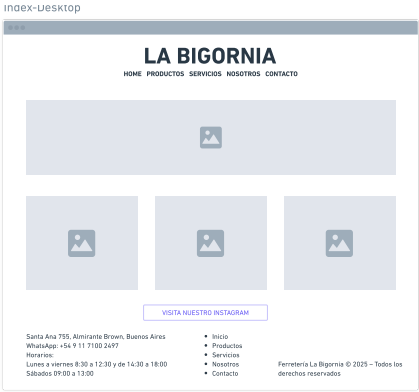 Index-Desktop
LA BIGORNIA
HOME PRODUCTOS SERVICIOS NOSOTROS CONTACTO
VISITA NUESTRO INSTAGRAM
Santa Ana 755, Almirante Brown, Buenos Aires
WhatsApp: +54 9 11 7100 2497
Horarios:
Lunes a viernes 8:30 a 12:30 y de 14:30 a 18:00
Sábados 09:00 a 13:00
Inicio
Productos
Servicios
Nosotros
Contacto
Ferretería La Bigornia © 2025 – Todos los
derechos reservados